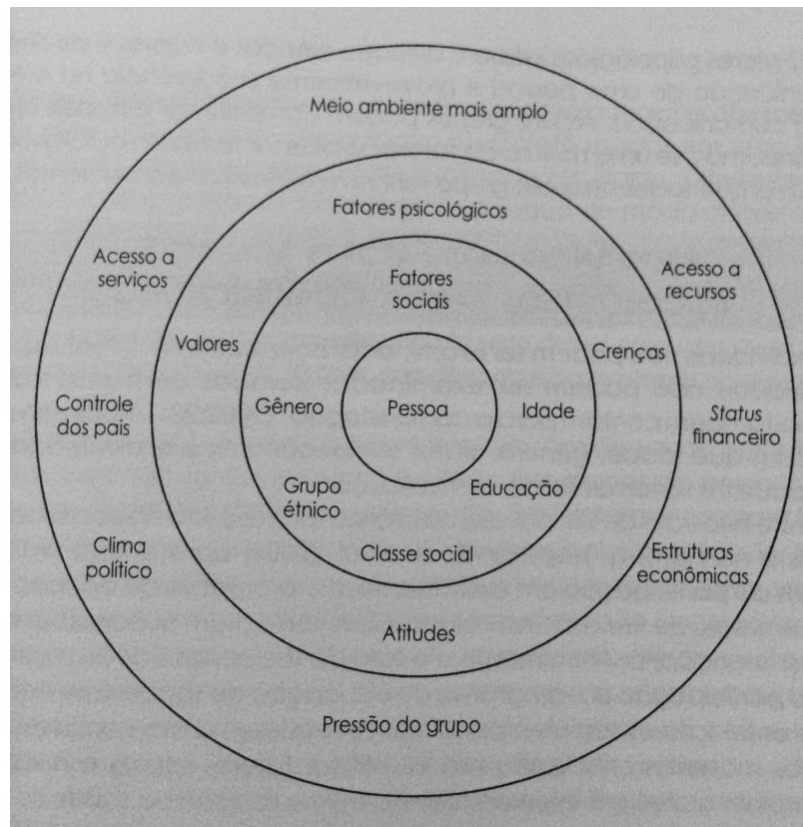 Meio ambiente mais amplo
Fatores psicológicos
Acesso a
serviços
Fatores
sociais
Acesso a
recursos
Valores
Crenças
Controle
dos pais
Gênero
Pessoa
Idade
Status
financeiro
Grupo
étnico
Educação
Clima
político
Classe social
Estruturas
econômicas
Atitudes
Pressão do grupo